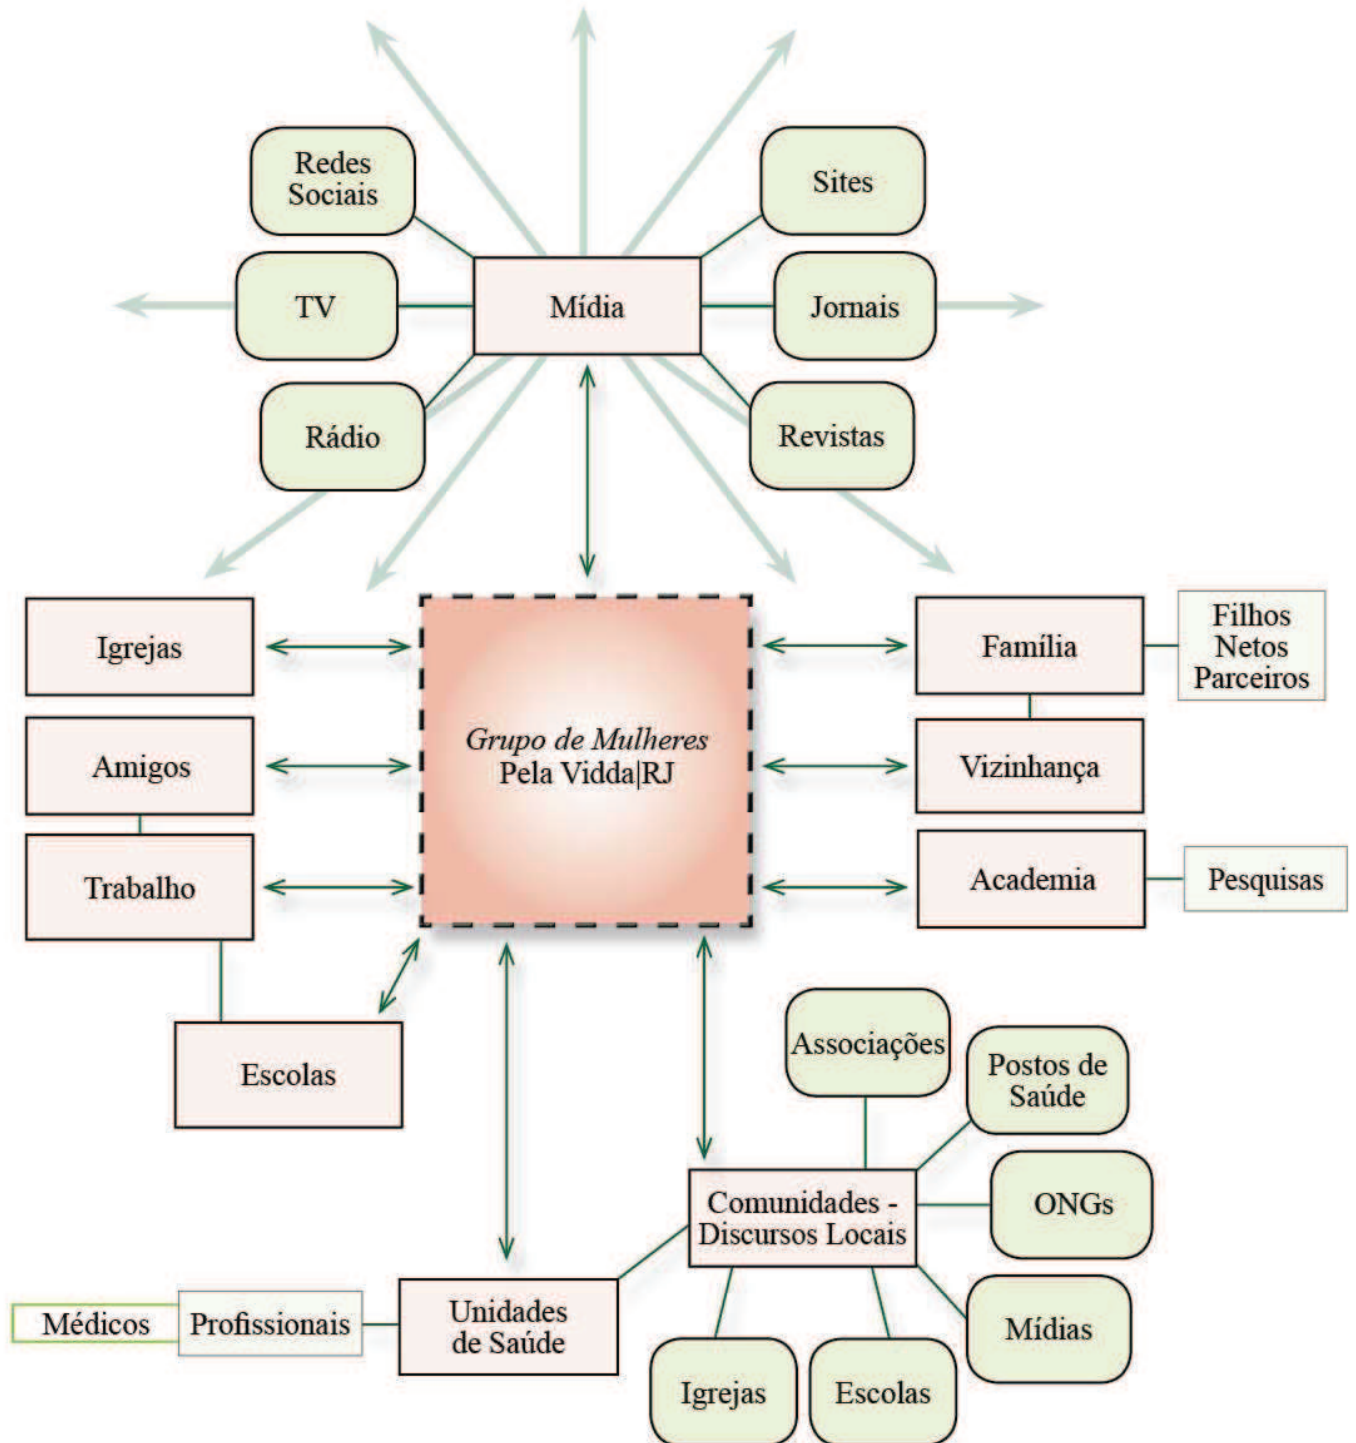 Redes
Sociais
Sites
TV
Mídia
Jornais
Rádio
Revistas
Igrejas
Família
Filhos
Netos
Parceiros
Grupo de Mulheres
Pela Vidda|RJ
Amigos
Vizinhança
Trabalho
Academia
Pesquisas
Escolas
Associações
Postos de
Saúde
Comunidades -
Discursos Locais
ONGs
Médicos
Profissionais
Unidades
de Saúde
Mídias
Igrejas
Escolas